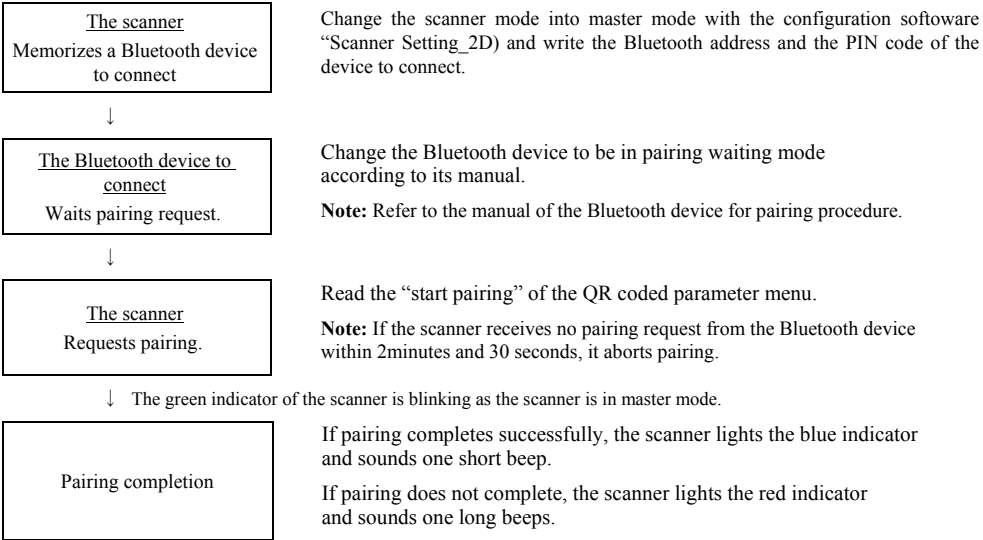 The scanner
Memorizes a Bluetooth device
to connect
Change the scanner mode into master mode with the configuration softoware
“Scanner Setting_2D) and write the Bluetooth address and the PIN code of the
device to connect.
↓
The Bluetooth device to
connect
Waits pairing request.
Change the Bluetooth device to be in pairing waiting mode
according to its manual.
Note: Refer to the manual of the Bluetooth device for pairing procedure.
↓
The scanner
Requests pairing.
Read the “start pairing” of the QR coded parameter menu.
Note: If the scanner receives no pairing request from the Bluetooth device
within 2minutes and 30 seconds, it aborts pairing.
↓ The green indicator of the scanner is blinking as the scanner is in master mode.
Pairing completion
If pairing completes successfully, the scanner lights the blue indicator
and sounds one short beep.
If pairing does not complete, the scanner lights the red indicator
and sounds one long beeps.